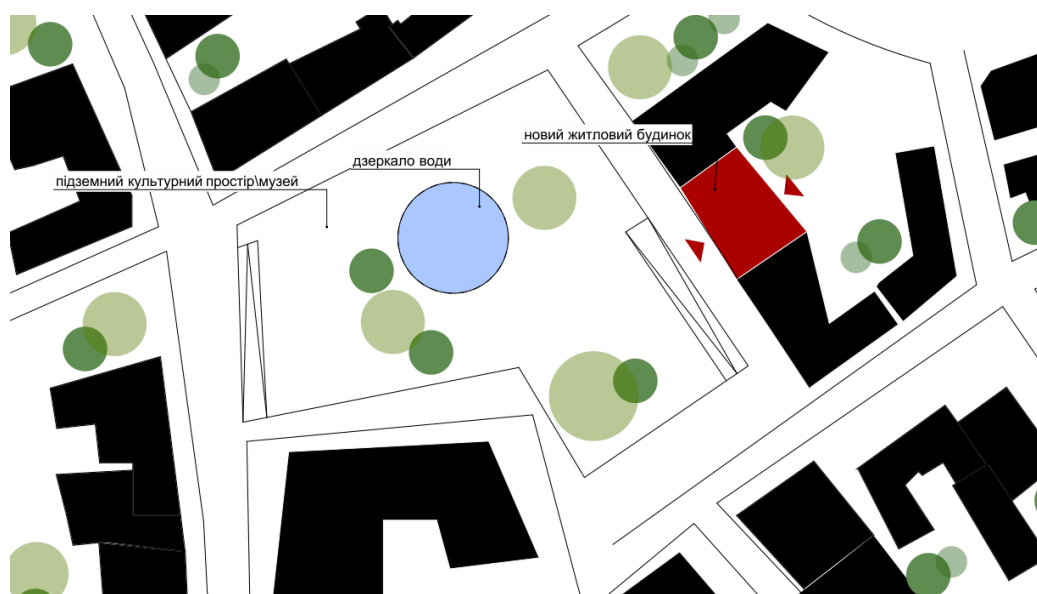 новий житловий будинок
дзеркало води
підземний культурний простір\музей